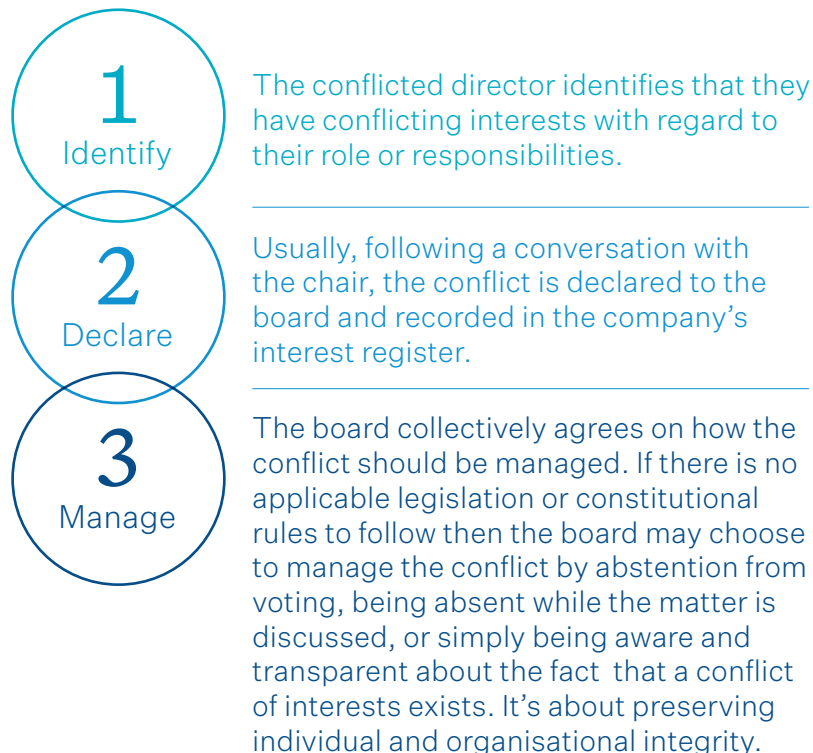 1
Identify
The conflicted director identifies that they
have conflicting interests with regard to
their role or responsibilities.
2
Declare
Usually, following a conversation with
the chair, the conflict is declared to the
board and recorded in the company's
interest register.
3
Manage
The board collectively agrees on how the
conflict should be managed. If there is no
applicable legislation or constitutional
rules to follow then the board may choose
to manage the conflict by abstention from
voting, being absent while the matter is
discussed, or simply being aware and
transparent about the fact  that a conflict
of interests exists. It's about preserving
individual and organisational integrity.